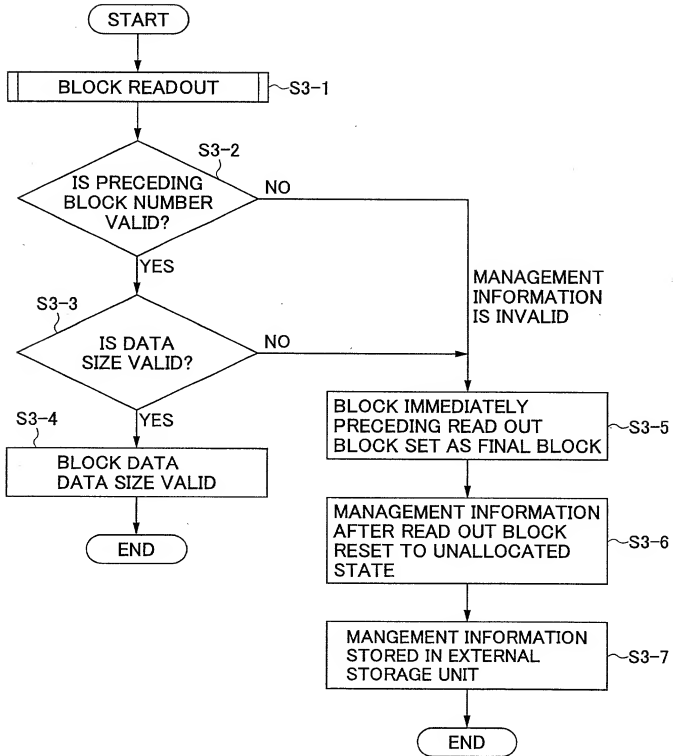 START
BLOCK READOUT
S3-1
S3-2
IS PRECEDING
BLOCK NUMBER
VALID?
NO
YES
MANAGEMENT
INFORMATION
IS INVALID
S3-3
IS DATA
SIZE VALID?
NO
YES
S3-4
BLOCK DATA
DATA SIZE VALID
END
BLOCK IMMEDIATELY
PRECEDING READ OUT
BLOCK SET AS FINAL BLOCK
S3-5
MANAGEMENT INFORMATION
AFTER READ OUT BLOCK
RESET TO UNALLOCATED
STATE
S3-6
MANGEMENT INFORMATION
STORED IN EXTERNAL
STORAGE UNIT
S3-7
END